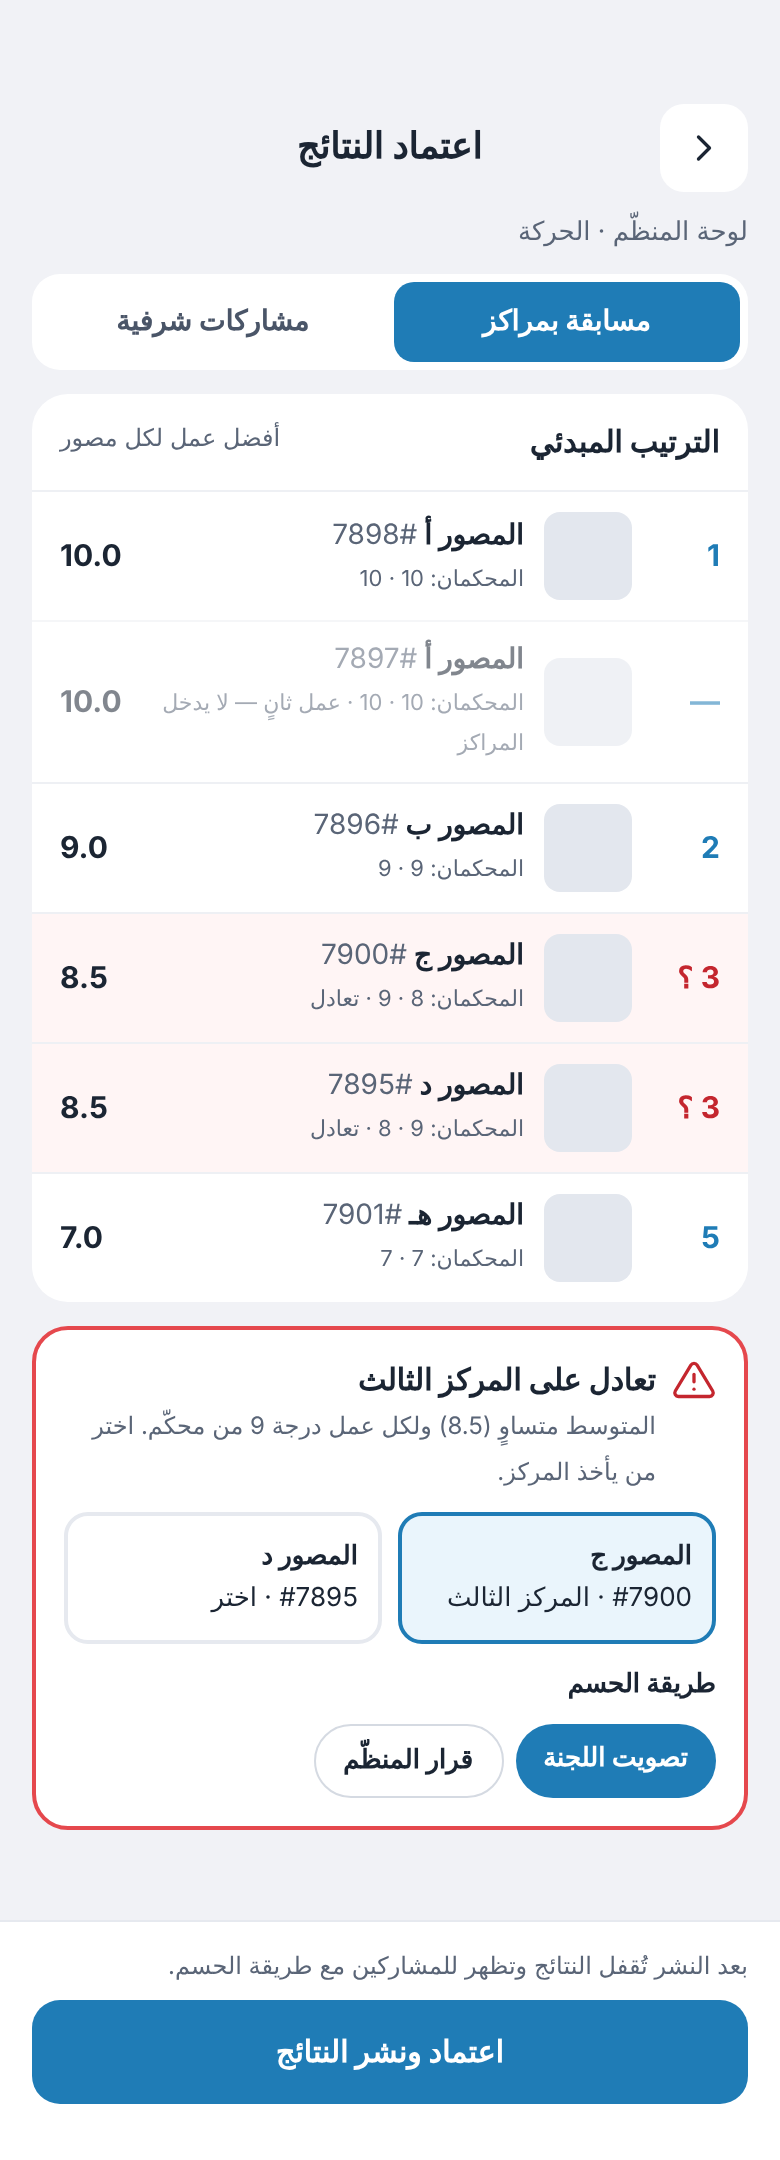 اعتماد النتائج
لوحة المنظّم · الحركة
مسابقة بمراكز
مشاركات شرفية
الترتيب المبدئي
أفضل عمل لكل مصور
1
المصور أ #7898
المحكمان: 10 · 10
10.0
—
المصور أ #7897
المحكمان: 10 · 10 · عمل ثانٍ — لا يدخل
المراكز
10.0
2
المصور ب #7896
المحكمان: 9 · 9
9.0
3 ؟
المصور ج #7900
المحكمان: 8 · 9 · تعادل
8.5
3 ؟
المصور د #7895
المحكمان: 9 · 8 · تعادل
8.5
5
المصور هـ #7901
المحكمان: 7 · 7
7.0
تعادل على المركز الثالث
المتوسط متساوٍ (8.5) ولكل عمل درجة 9 من محكّم. اختر
من يأخذ المركز.
المصور ج
#7900 · المركز الثالث
المصور د
#7895 · اختر
طريقة الحسم
تصويت اللجنة
قرار المنظّم
بعد النشر تُقفل النتائج وتظهر للمشاركين مع طريقة الحسم.
اعتماد ونشر النتائج